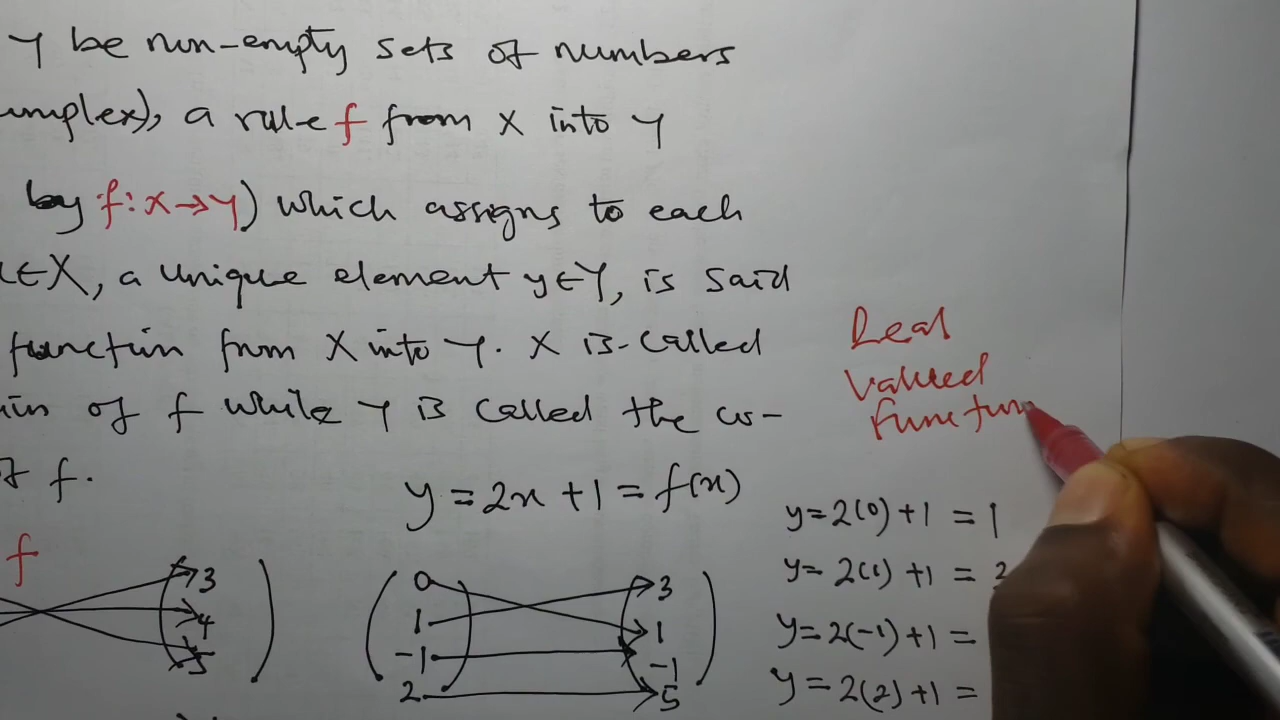 Y be non-empty sets of numbers
omplex), a rule f from X into Y
by f: X → Y) which assigns to each
x∈X, a unique element y∈Y, is said
function from X into Y. X is called
in of f while Y is called the co-
of f.
Real
Valued
function
y = 2x + 1 = f(x)
f
3
4
5
0
1
-1
2
3
1
-1
5
y = 2(0) + 1 = 1
y = 2(1) + 1 = 3
y = 2(-1) + 1 =
y = 2(2) + 1 =